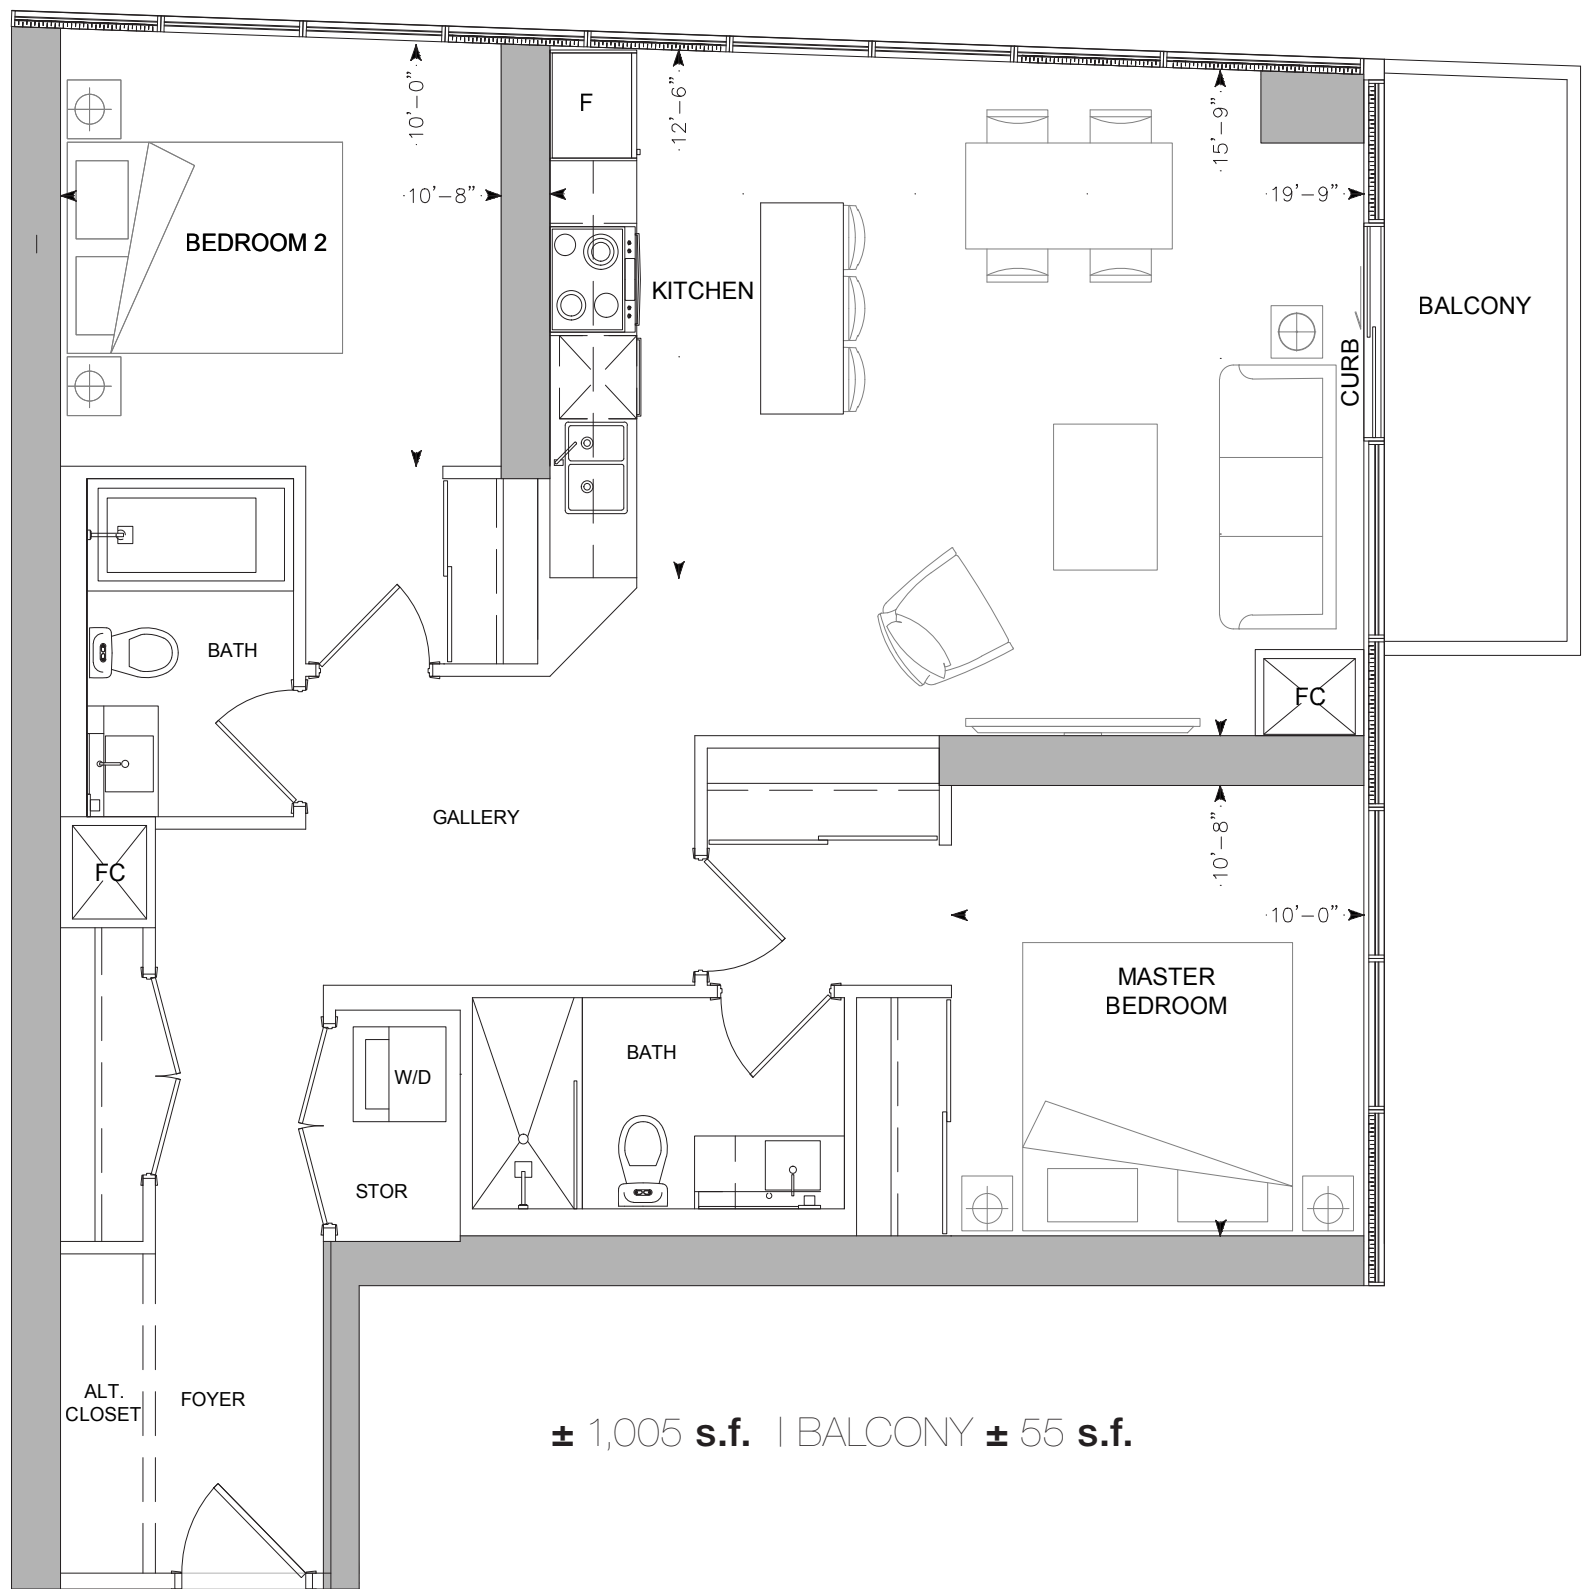 F
10'-0"
12'-6"
15'-9"
10'-8"
19'-9"
BEDROOM 2
KITCHEN
BALCONY
CURB
BATH
FC
GALLERY
FC
10'-8"
10'-0"
MASTER
BEDROOM
BATH
W/D
STOR
ALT.
CLOSET
FOYER
± 1,005 s.f. | BALCONY ± 55 s.f.